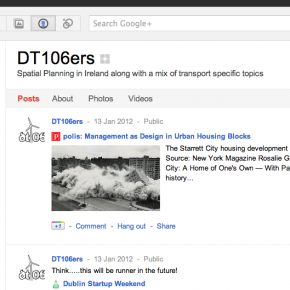 Search Google+
DT106ers
Spatial Planning in Ireland along with a mix of transport specific topics
Posts About Photos Videos
DT106ers - 13 Jan 2012 - Public
polis: Management as Design in Urban Housing Blocks
The Starrett City housing development
Source: New York Magazine Rosalie G
City: A Home of One's Own — With Pa
history...
+1 - Comment - Hang out - Share
DT106ers - 13 Jan 2012 - Public
Think.....this will be runner in the future!
Dublin Startup Weekend